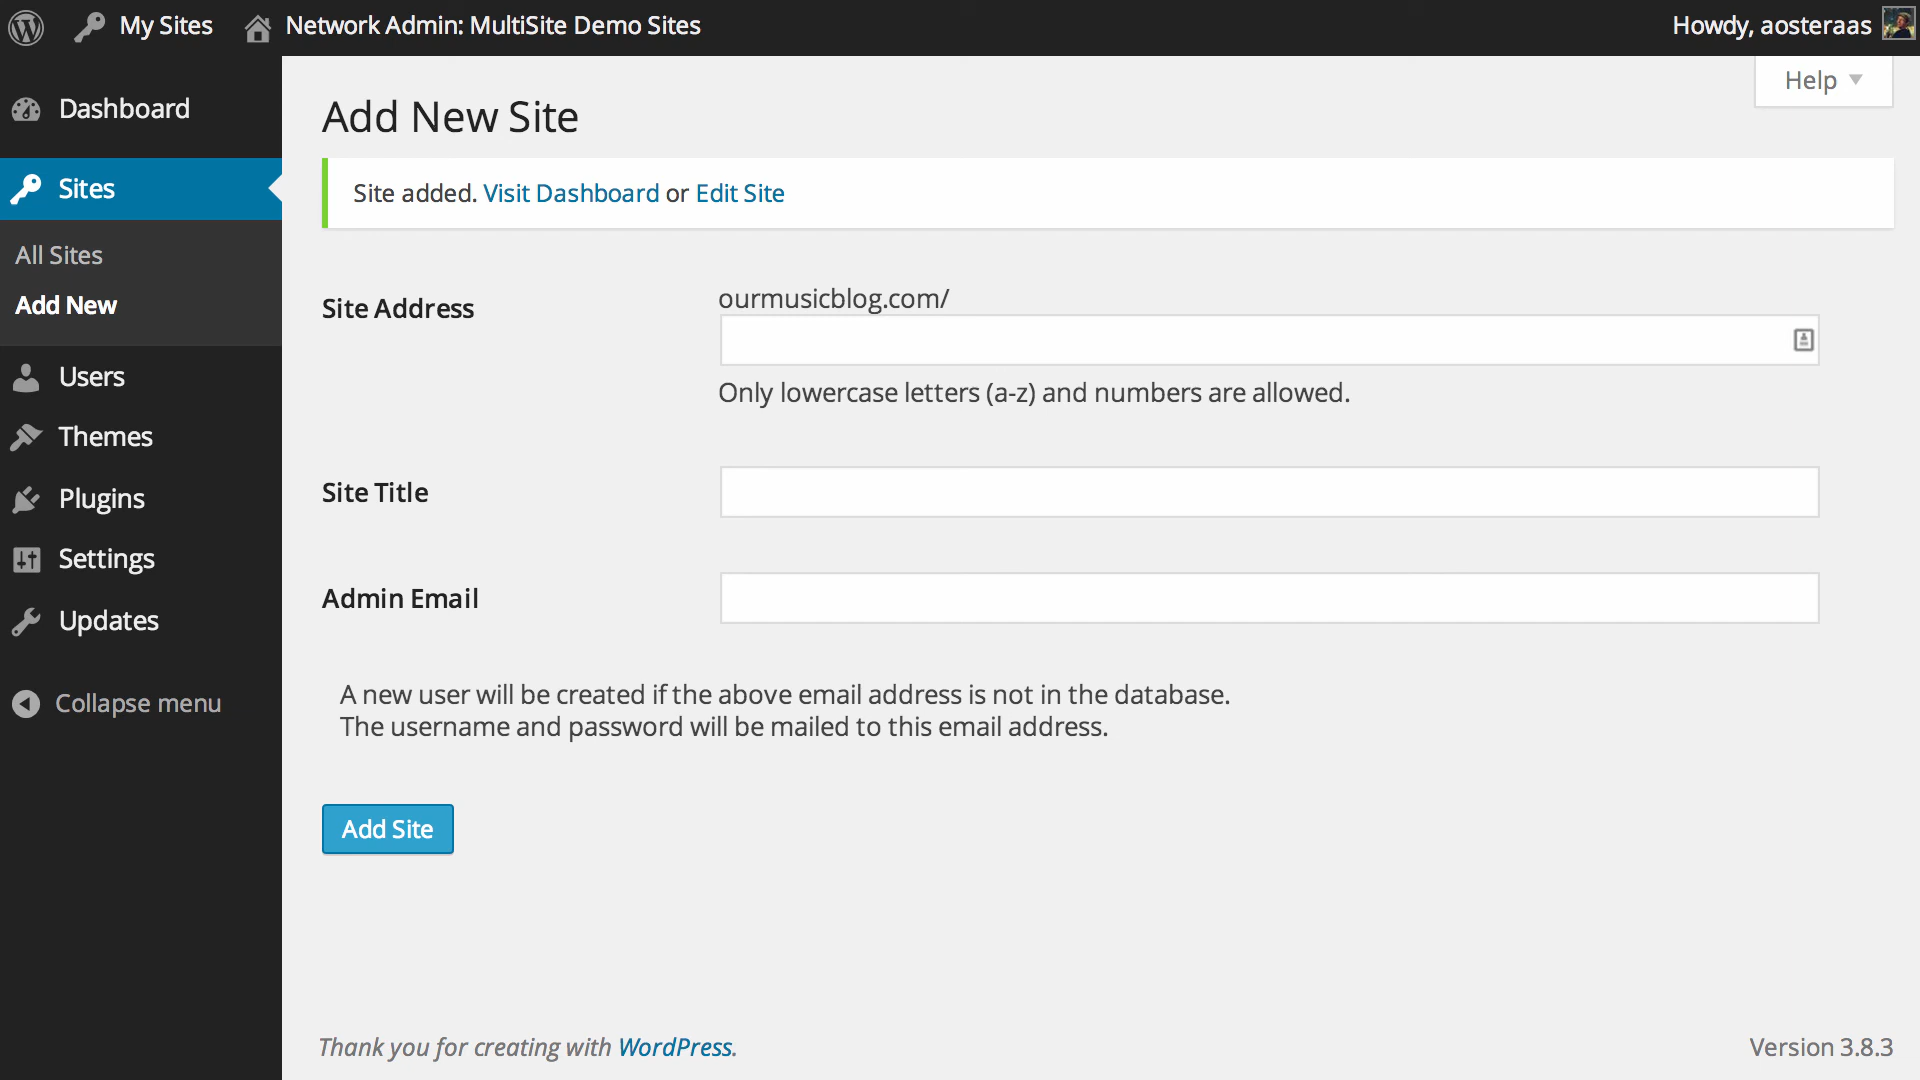 My Sites
Network Admin: MultiSite Demo Sites
Howdy, aosteraas
Help
Dashboard
Sites
All Sites
Add New
Users
Themes
Plugins
Settings
Updates
Collapse menu
Add New Site
Site added. Visit Dashboard or Edit Site
Site Address
ourmusicblog.com/
Only lowercase letters (a-z) and numbers are allowed.
Site Title
Admin Email
A new user will be created if the above email address is not in the database.
The username and password will be mailed to this email address.
Add Site
Thank you for creating with WordPress.
Version 3.8.3